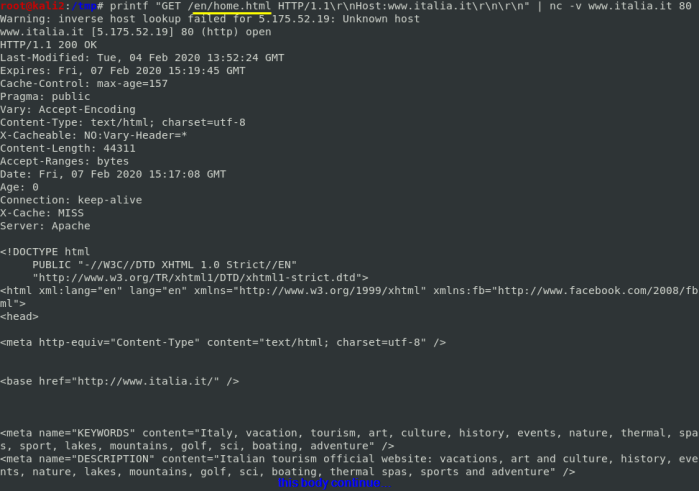 root@kali2:/tmp# printf "GET /en/home.html HTTP/1.1\r\nHost:www.italia.it\r\n\r\n" | nc -v www.italia.it 80
Warning: inverse host lookup failed for 5.175.52.19: Unknown host
www.italia.it [5.175.52.19] 80 (http) open
HTTP/1.1 200 OK
Last-Modified: Tue, 04 Feb 2020 13:52:24 GMT
Expires: Fri, 07 Feb 2020 15:19:45 GMT
Cache-Control: max-age=157
Pragma: public
Vary: Accept-Encoding
Content-Type: text/html; charset=utf-8
X-Cacheable: NO:Vary-Header=*
Content-Length: 44311
Accept-Ranges: bytes
Date: Fri, 07 Feb 2020 15:17:08 GMT
Age: 0
Connection: keep-alive
X-Cache: MISS
Server: Apache
<!DOCTYPE html
PUBLIC "-//W3C//DTD XHTML 1.0 Strict//EN"
"http://www.w3.org/TR/xhtml1/DTD/xhtml1-strict.dtd">
<html xml:lang="en" lang="en" xmlns="http://www.w3.org/1999/xhtml" xmlns:fb="http://www.facebook.com/2008/fb
ml">
<head>
<meta http-equiv="Content-Type" content="text/html; charset=utf-8" />
<base href="http://www.italia.it/" />
<meta name="KEYWORDS" content="Italy, vacation, tourism, art, culture, history, events, nature, thermal, spa
s, sport, lakes, mountains, golf, sci, boating, adventure" />
<meta name="DESCRIPTION" content="Italian tourism official website: vacations, art and culture, history, eve
nts, nature, lakes, mountains, golf, sci, boating, thermal spas, sports and adventure" />
this body continue...